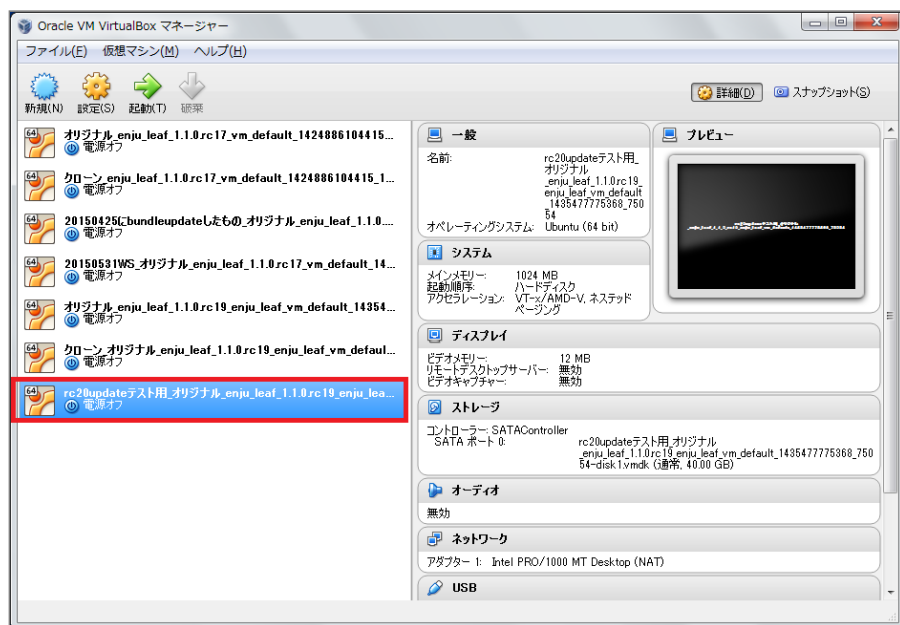 Oracle VM VirtualBox マネージャー
ファイル(F) 仮想マシン(M) ヘルプ(H)
新規(N) 設定(S) 起動(T) 破棄
詳細(D) スナップショット(S)
64 オリジナル_enju_leaf_1.1.0.rc17_vm_default_1424886104415...
電源オフ
64 クローン_enju_leaf_1.1.0.rc17_vm_default_1424886104415_1...
電源オフ
64 20150425にbundleupdateしたもの_オリジナル_enju_leaf_1.1.0....
電源オフ
64 20150531WS_オリジナル_enju_leaf_1.1.0.rc17_vm_default_14...
電源オフ
64 オリジナル_enju_leaf_1.1.0.rc19_enju_leaf_vm_default_14354...
電源オフ
64 クローン_オリジナル_enju_leaf_1.1.0.rc19_enju_leaf_vm_defaul...
電源オフ
64 rc20updateテスト用_オリジナル_enju_leaf_1.1.0.rc19_enju_lea...
電源オフ
一般
名前: rc20updateテスト用_
オリジナル
_enju_leaf_1.1.0.rc19_
enju_leaf_vm_default
_1435477775368_750
54
オペレーティングシステム: Ubuntu (64 bit)
プレビュー
システム
メインメモリー: 1024 MB
起動順序: ハードディスク
アクセラレーション: VT-x/AMD-V, ネステッド
ページング
ディスプレイ
ビデオメモリー: 12 MB
リモートデスクトップサーバー: 無効
ビデオキャプチャー: 無効
ストレージ
コントローラー: SATAController
SATA ポート 0: rc20updateテスト用_オリジナル
_enju_leaf_1.1.0.rc19_enju_leaf_vm_default_1435477775368_750
54-disk1.vmdk (通常, 40.00 GB)
オーディオ
無効
ネットワーク
アダプター 1: Intel PRO/1000 MT Desktop (NAT)
USB